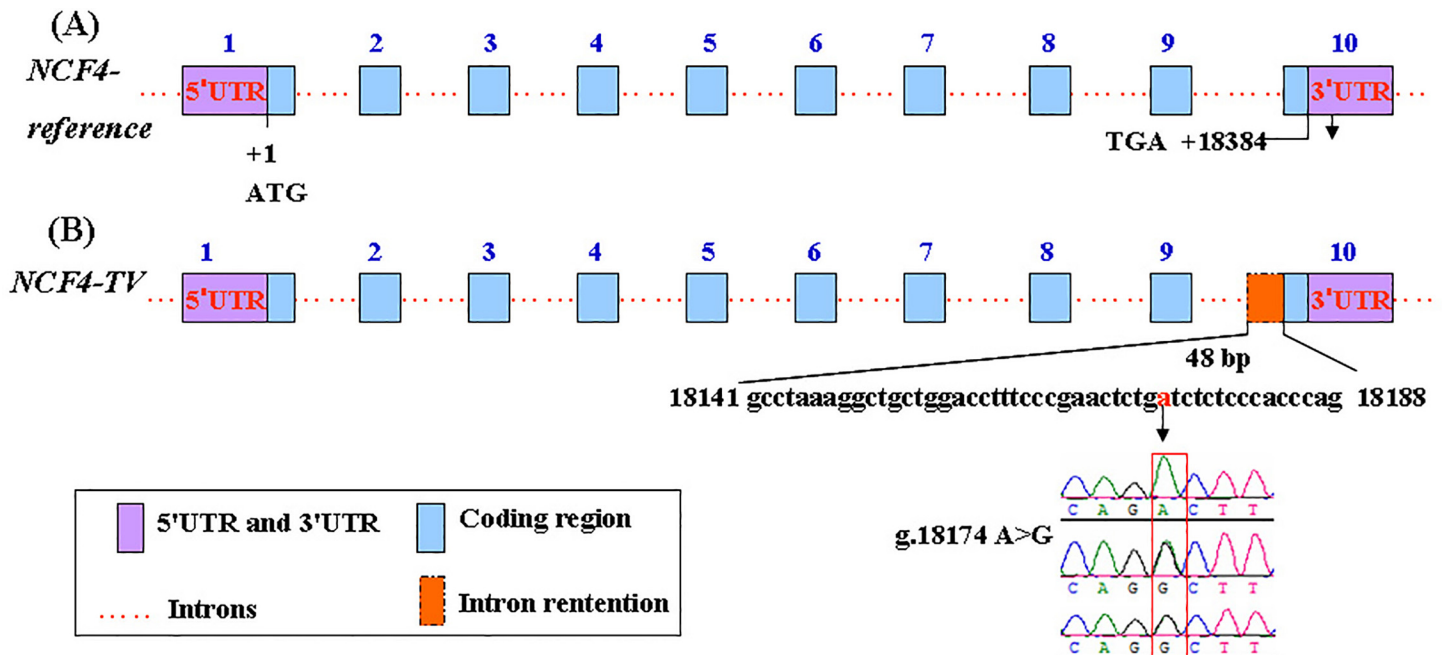 (A)
NCF4-
reference
1 2 3 4 5 6 7 8 9 10
5'UTR 3'UTR
+1
ATG
TGA +18384
(B)
NCF4-TV
1 2 3 4 5 6 7 8 9 10
5'UTR 3'UTR
48 bp
18141 gcctaaaggctgctggacctttcccgaactctgatctctcccacccag 18188
g.18174 A>G
C A G A C T T
C A G G C T T
C A G G C T T
5'UTR and 3'UTR
Coding region
Introns
Intron rentention